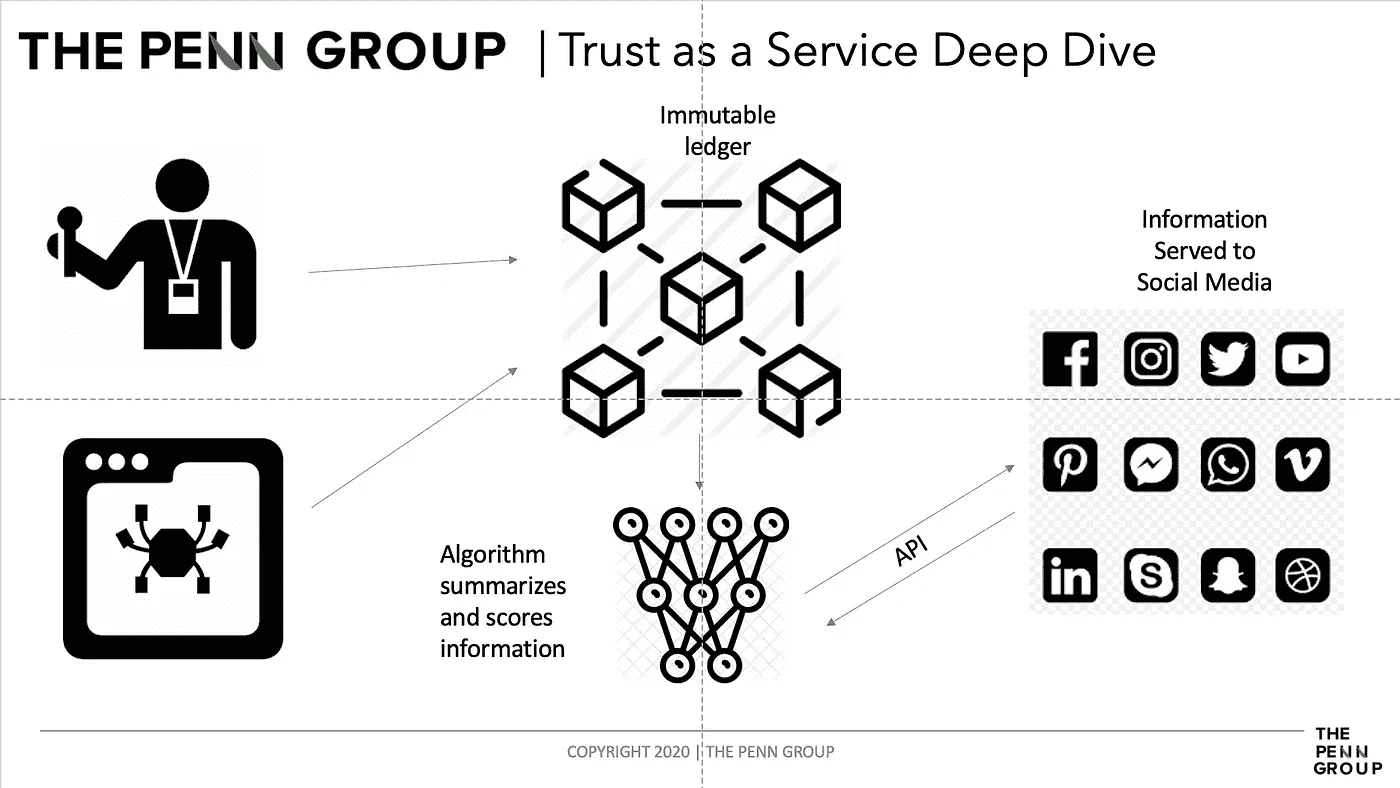 THE PENN GROUP | Trust as a Service Deep Dive
Immutable
ledger
Information
Served to
Social Media
Algorithm
summarizes
and scores
information
API
in
COPYRIGHT 2020 | THE PENN GROUP
THE
PENN
GROUP